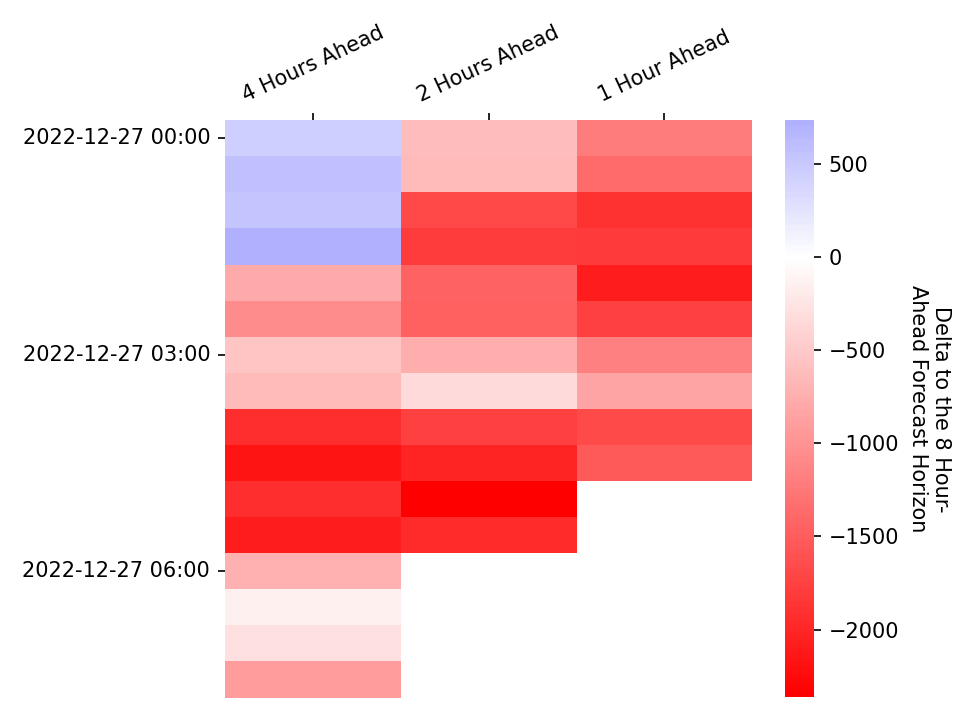 4 Hours Ahead
2 Hours Ahead
1 Hour Ahead
2022-12-27 00:00
2022-12-27 03:00
2022-12-27 06:00
500
0
−500
−1000
−1500
−2000
Delta to the 8 Hour-
Ahead Forecast Horizon